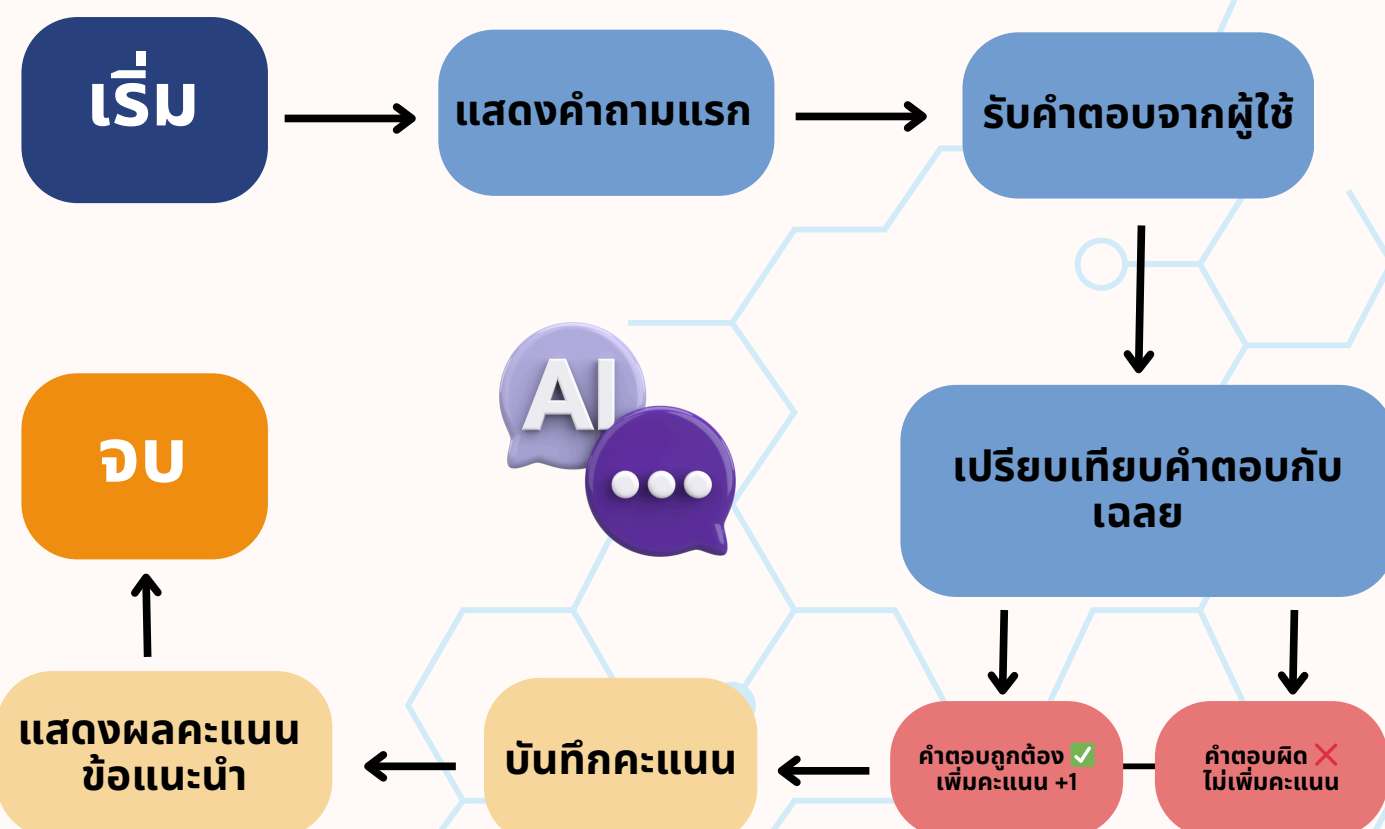 เริ่ม
แสดงคำถามแรก
รับคำตอบจากผู้ใช้
เปรียบเทียบคำตอบกับ
เฉลย
คำตอบถูกต้อง ✅
เพิ่มคะแนน +1
คำตอบผิด ❌
ไม่เพิ่มคะแนน
บันทึกคะแนน
แสดงผลคะแนน
ข้อแนะนำ
จบ
AI